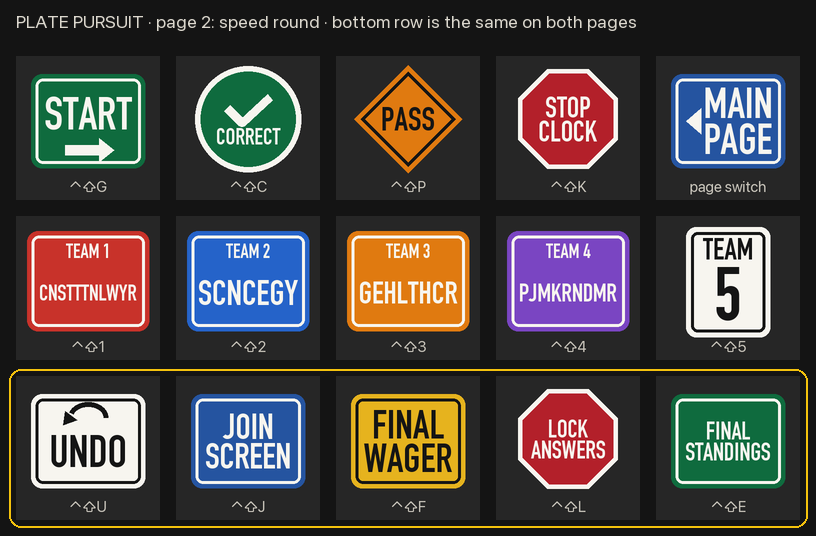 PLATE PURSUIT · page 2: speed round · bottom row is the same on both pages
START
^⇧G
CORRECT
^⇧C
PASS
^⇧P
STOP
CLOCK
^⇧K
MAIN
PAGE
page switch
TEAM 1
CNSTTTNLWYR
^⇧1
TEAM 2
SCNCEGY
^⇧2
TEAM 3
GEHLTHCR
^⇧3
TEAM 4
PJMKRNDMR
^⇧4
TEAM
5
^⇧5
UNDO
^⇧U
JOIN
SCREEN
^⇧J
FINAL
WAGER
^⇧F
LOCK
ANSWERS
^⇧L
FINAL
STANDINGS
^⇧E